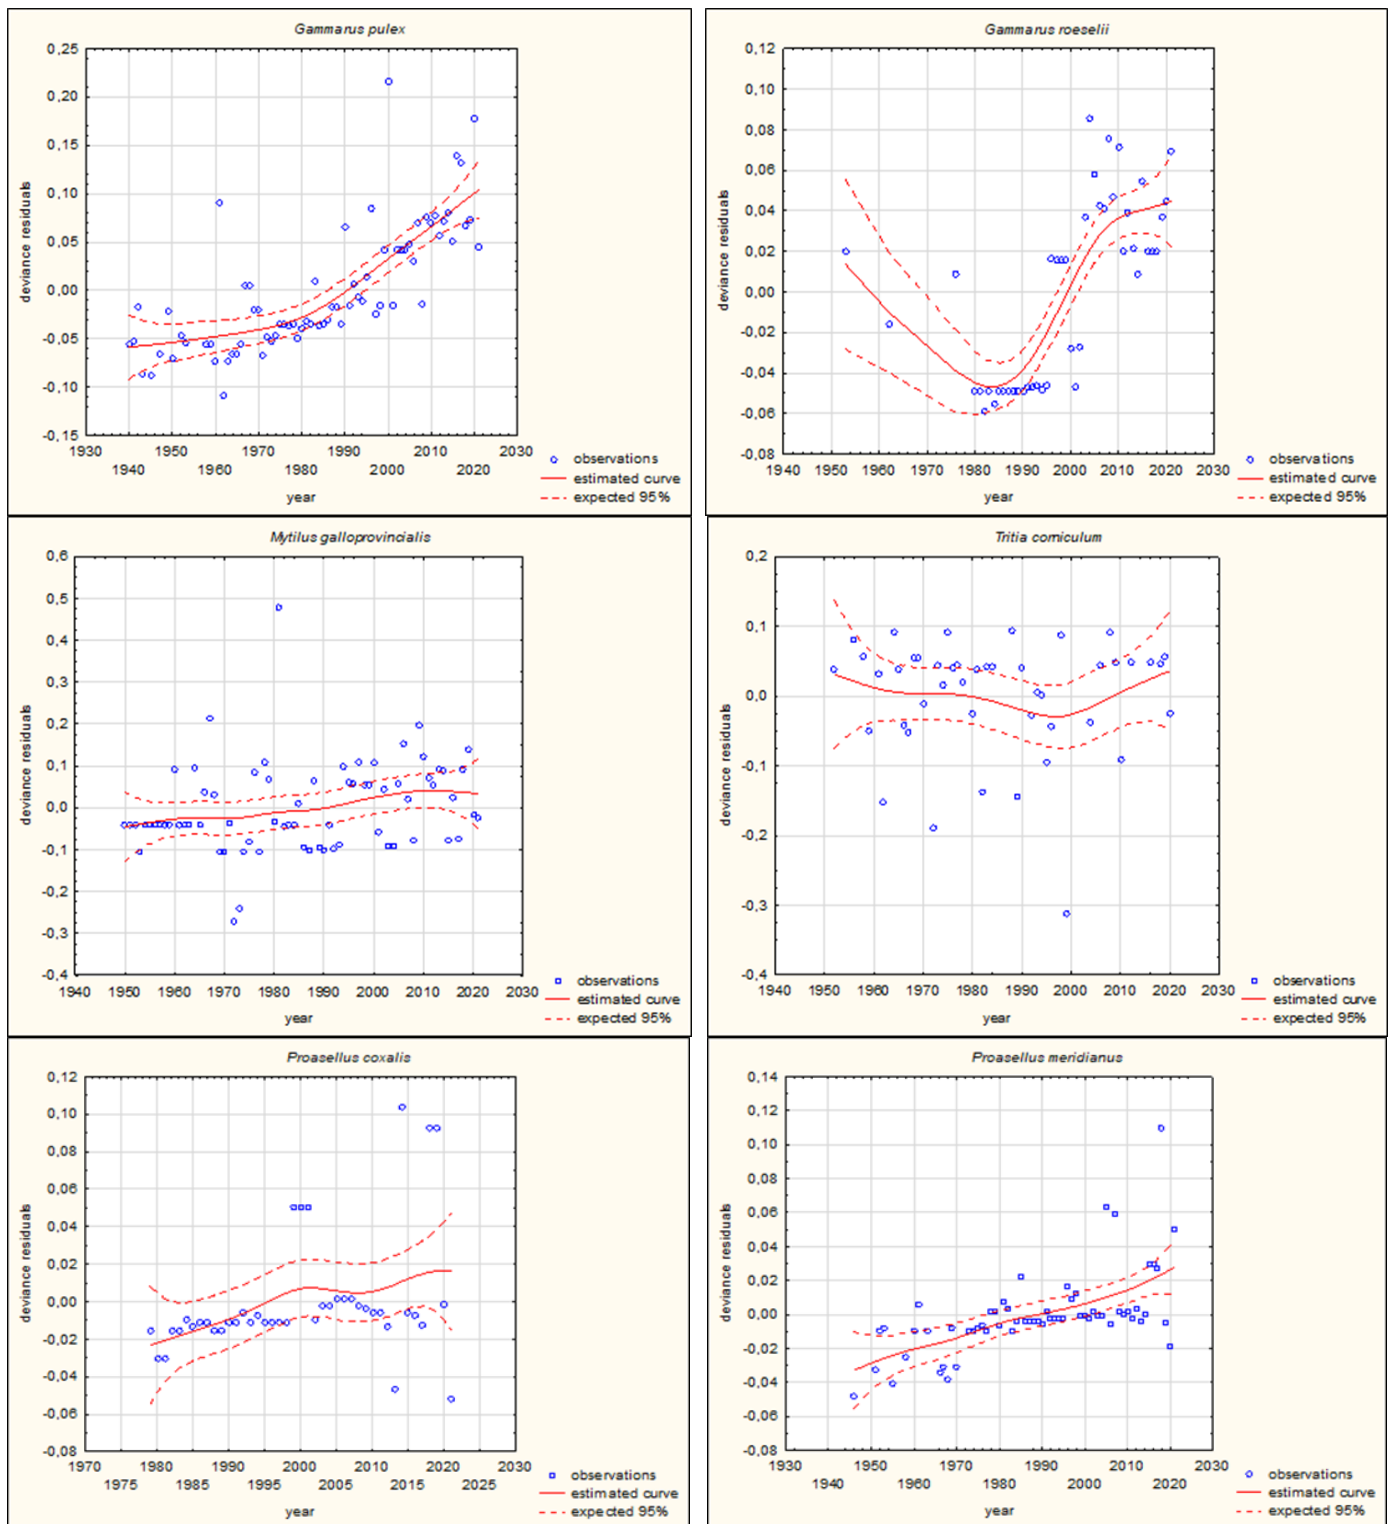 Gammarus pulex
0,25
0,20
0,15
0,10
0,05
0,00
-0,05
-0,10
-0,15
deviance residuals
1930 1950 1970 1990 2010 2030
1940 1960 1980 2000 2020
year
observations
estimated curve
expected 95%
Gammarus roeselii
0,12
0,10
0,08
0,06
0,04
0,02
0,00
-0,02
-0,04
-0,06
-0,08
deviance residuals
1940 1950 1960 1970 1980 1990 2000 2010 2020 2030
year
observations
estimated curve
expected 95%
Mytilus galloprovincialis
0,6
0,5
0,4
0,3
0,2
0,1
0,0
-0,1
-0,2
-0,3
-0,4
deviance residuals
1940 1950 1960 1970 1980 1990 2000 2010 2020 2030
year
observations
estimated curve
expected 95%
Tritia corniculum
0,2
0,1
0,0
-0,1
-0,2
-0,3
-0,4
deviance residuals
1940 1950 1960 1970 1980 1990 2000 2010 2020 2030
year
observations
estimated curve
expected 95%
Proasellus coxalis
0,12
0,10
0,08
0,06
0,04
0,02
0,00
-0,02
-0,04
-0,06
-0,08
deviance residuals
1970 1980 1990 2000 2010 2020 2030
1975 1985 1995 2005 2015 2025
year
observations
estimated curve
expected 95%
Proasellus meridianus
0,14
0,12
0,10
0,08
0,06
0,04
0,02
0,00
-0,02
-0,04
-0,06
-0,08
deviance residuals
1930 1950 1970 1990 2010 2030
1940 1960 1980 2000 2020
year
observations
estimated curve
expected 95%